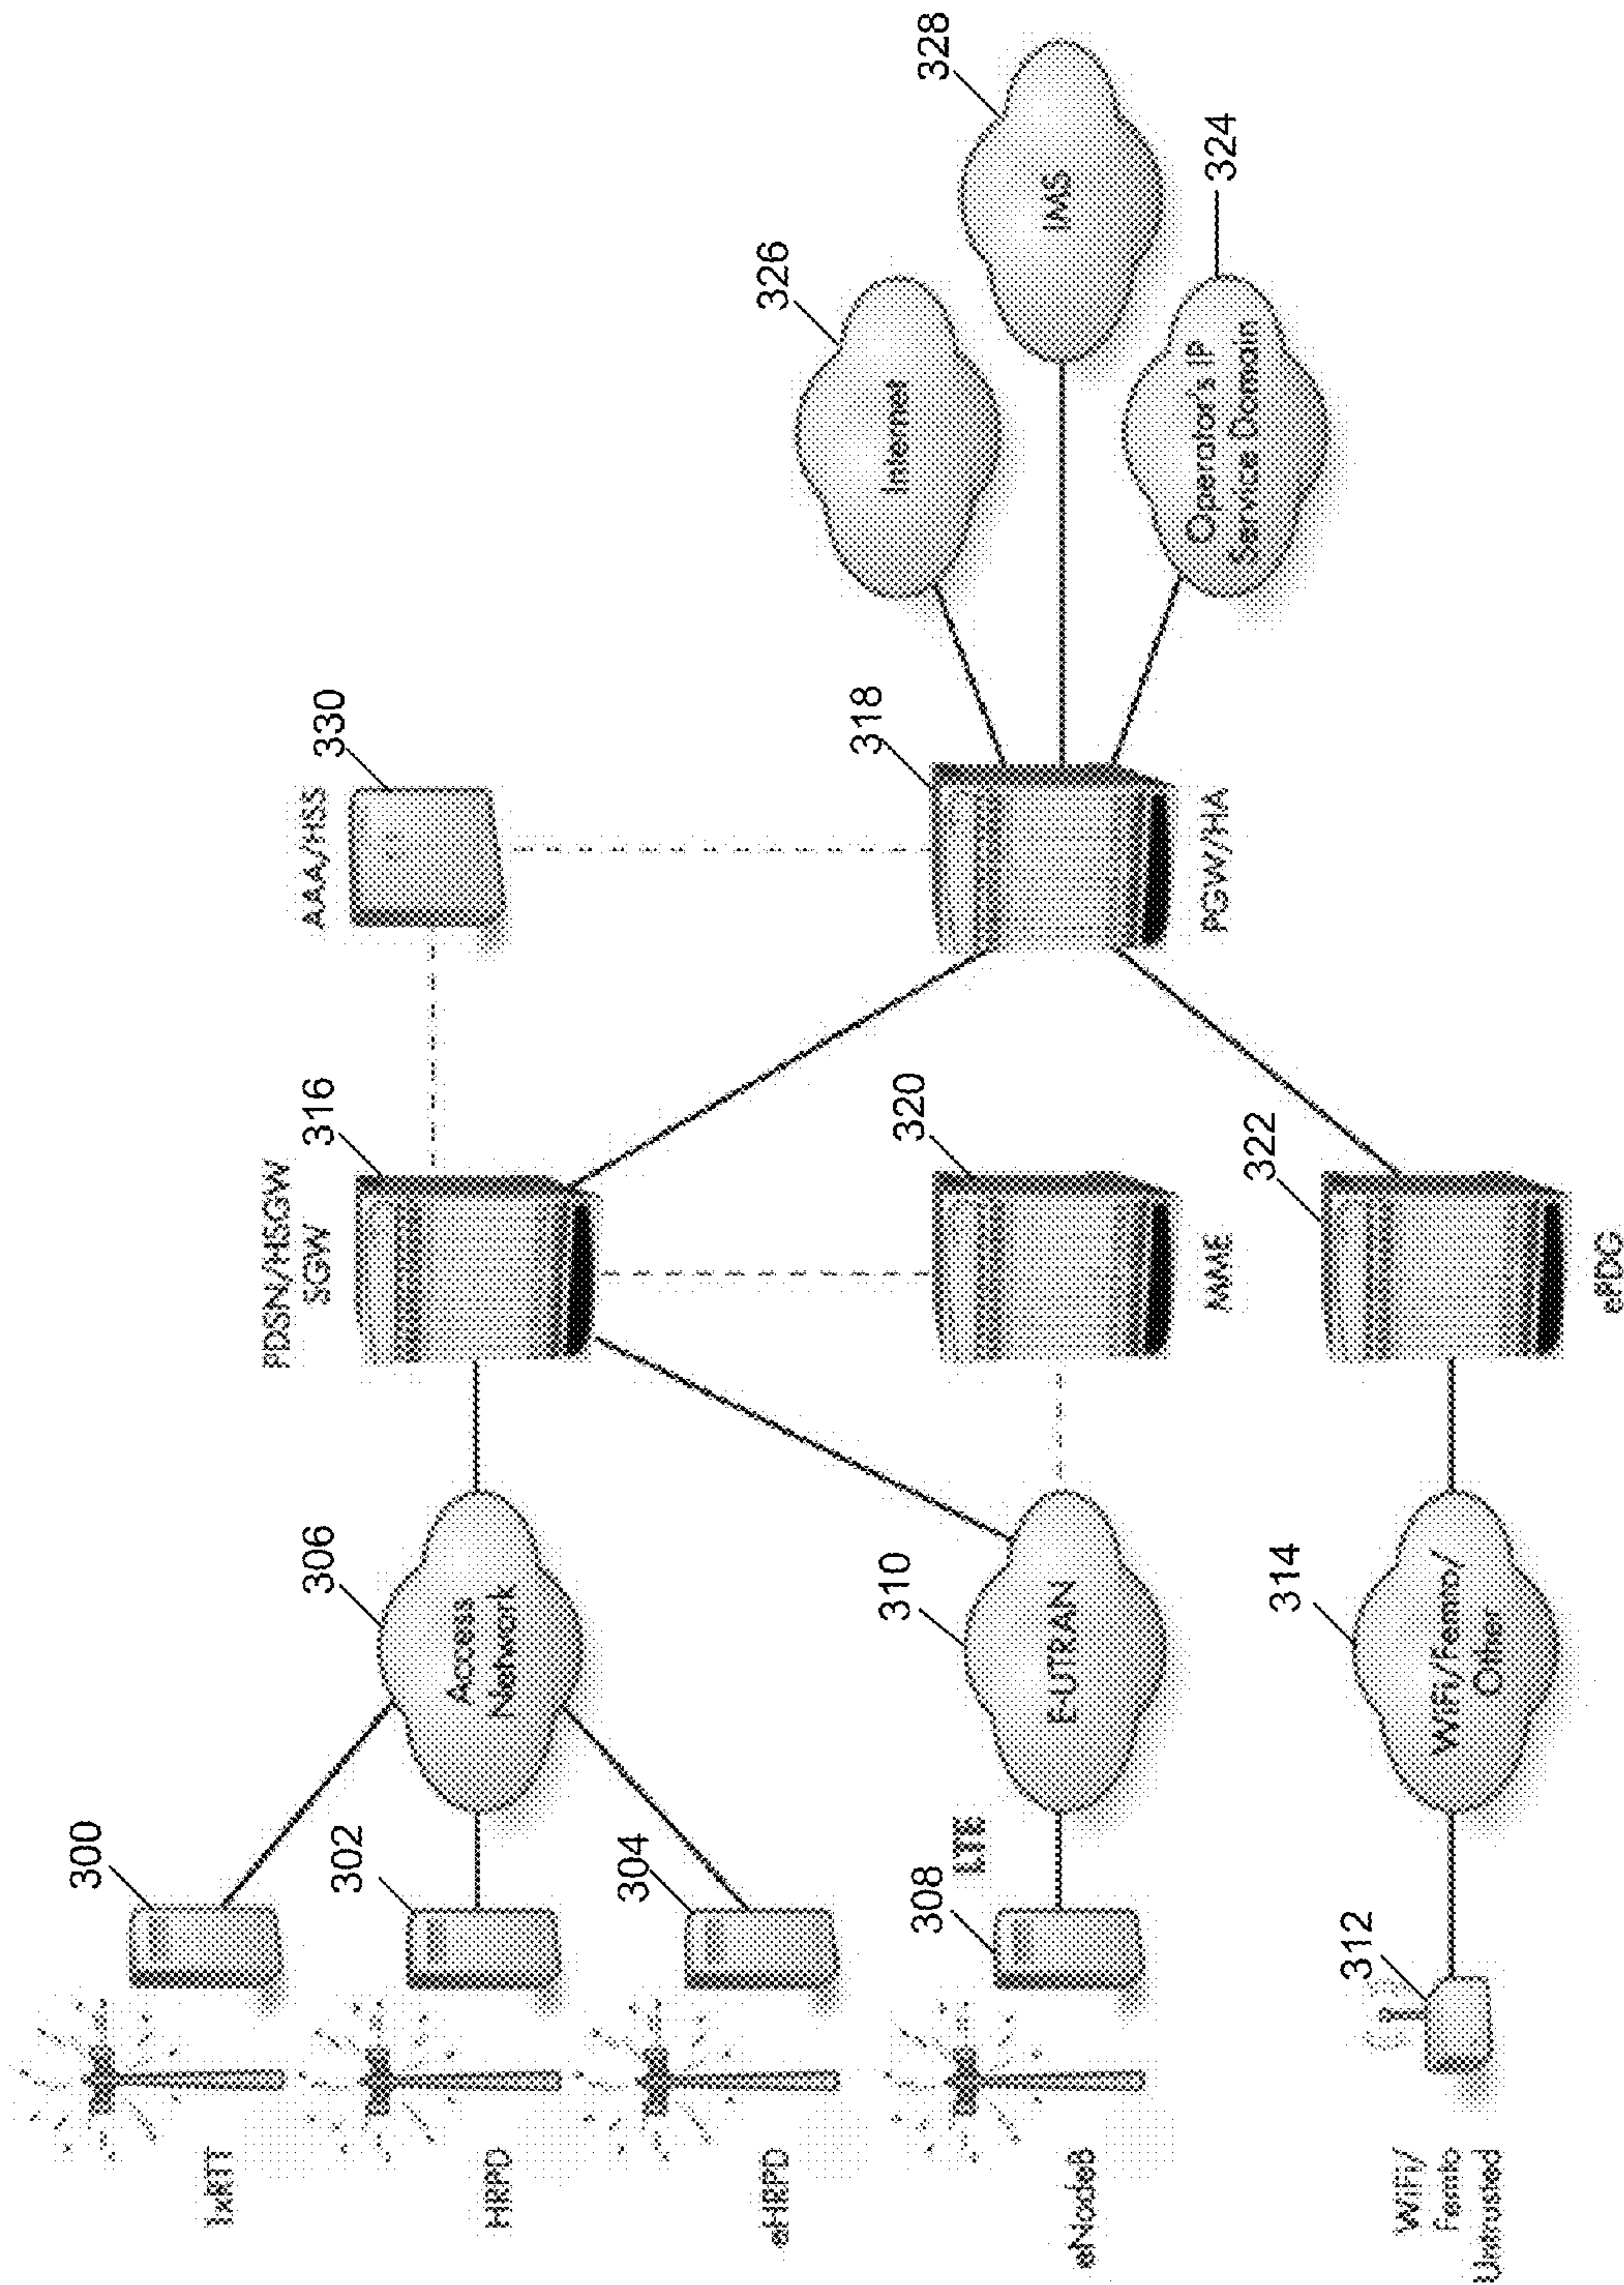 1xRTT
300
HRPD
302
eHRPD
304
Access
Network
306
PDSN/HSGW
SGW
316
AAA/HSS
330
eNodeB
308
LTE
E-UTRAN
310
MME
320
PGW/HA
318
Internet
326
IMS
328
Operator's IP
Service Domain
324
WiFi/
Femto
Untrusted
312
WiFi/Femto/
Other
314
ePDG
322